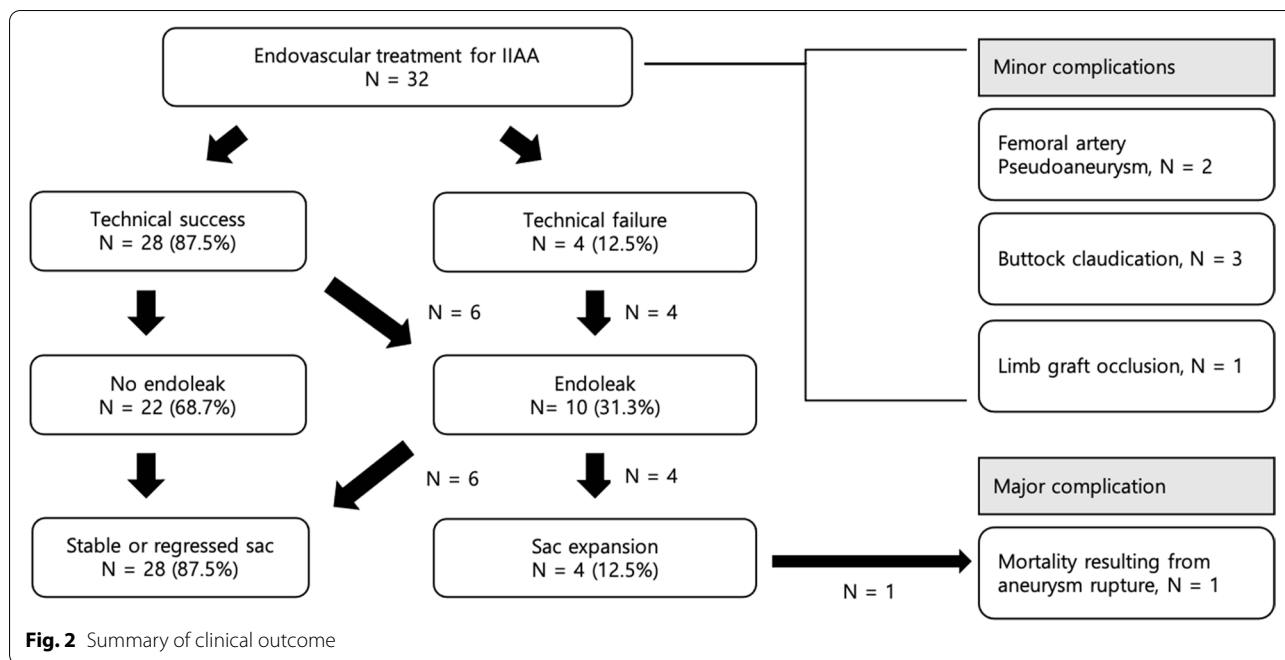 Endovascular treatment for IIAA
N = 32
Minor complications
Femoral artery
Pseudoaneurysm, N = 2
Technical success
N = 28 (87.5%)
Technical failure
N = 4 (12.5%)
Buttock claudication, N = 3
N = 6
N = 4
No endoleak
N = 22 (68.7%)
Endoleak
N= 10 (31.3%)
Limb graft occlusion, N = 1
N = 6
N = 4
Major complication
Stable or regressed sac
N = 28 (87.5%)
Sac expansion
N = 4 (12.5%)
N = 1
Mortality resulting from
aneurysm rupture, N = 1
Fig. 2 Summary of clinical outcome